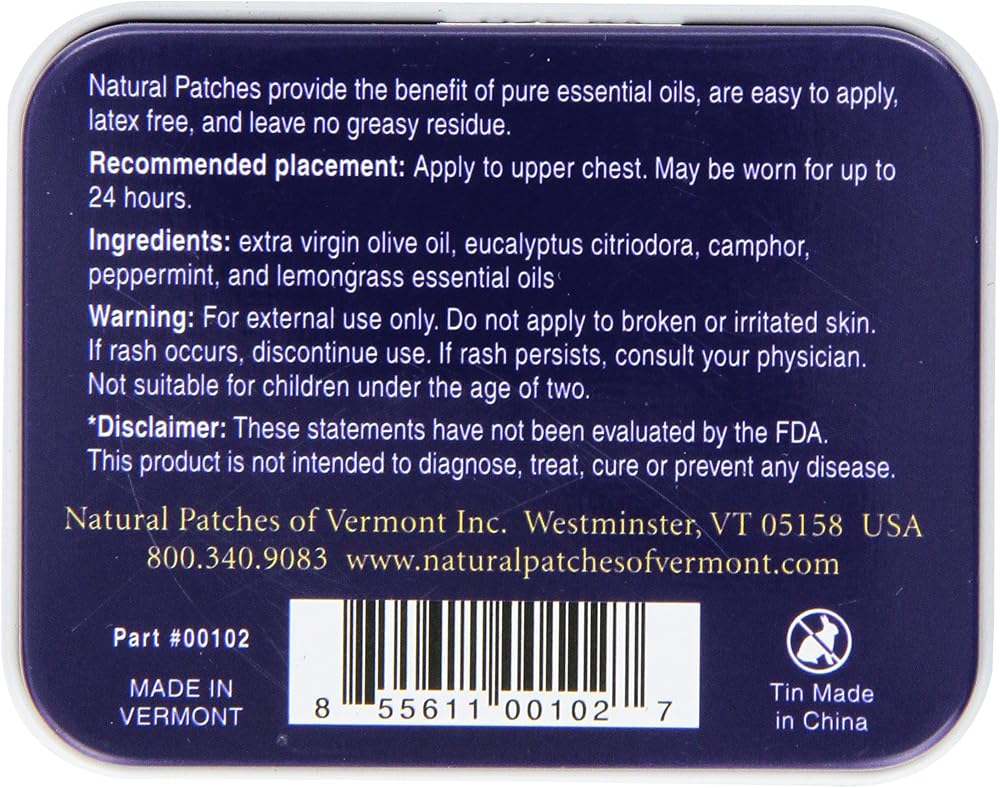 Natural Patches provide the benefit of pure essential oils, are easy to apply,
latex free, and leave no greasy residue.
Recommended placement: Apply to upper chest. May be worn for up to
24 hours.
Ingredients: extra virgin olive oil, eucalyptus citriodora, camphor,
peppermint, and lemongrass essential oils
Warning: For external use only. Do not apply to broken or irritated skin.
If rash occurs, discontinue use. If rash persists, consult your physician.
Not suitable for children under the age of two.
*Disclaimer: These statements have not been evaluated by the FDA.
This product is not intended to diagnose, treat, cure or prevent any disease.
Natural Patches of Vermont Inc. Westminster, VT 05158 USA
800.340.9083 www.naturalpatchesofvermont.com
Part #00102
MADE IN
VERMONT
8 55611 00102 7
Tin Made
in China